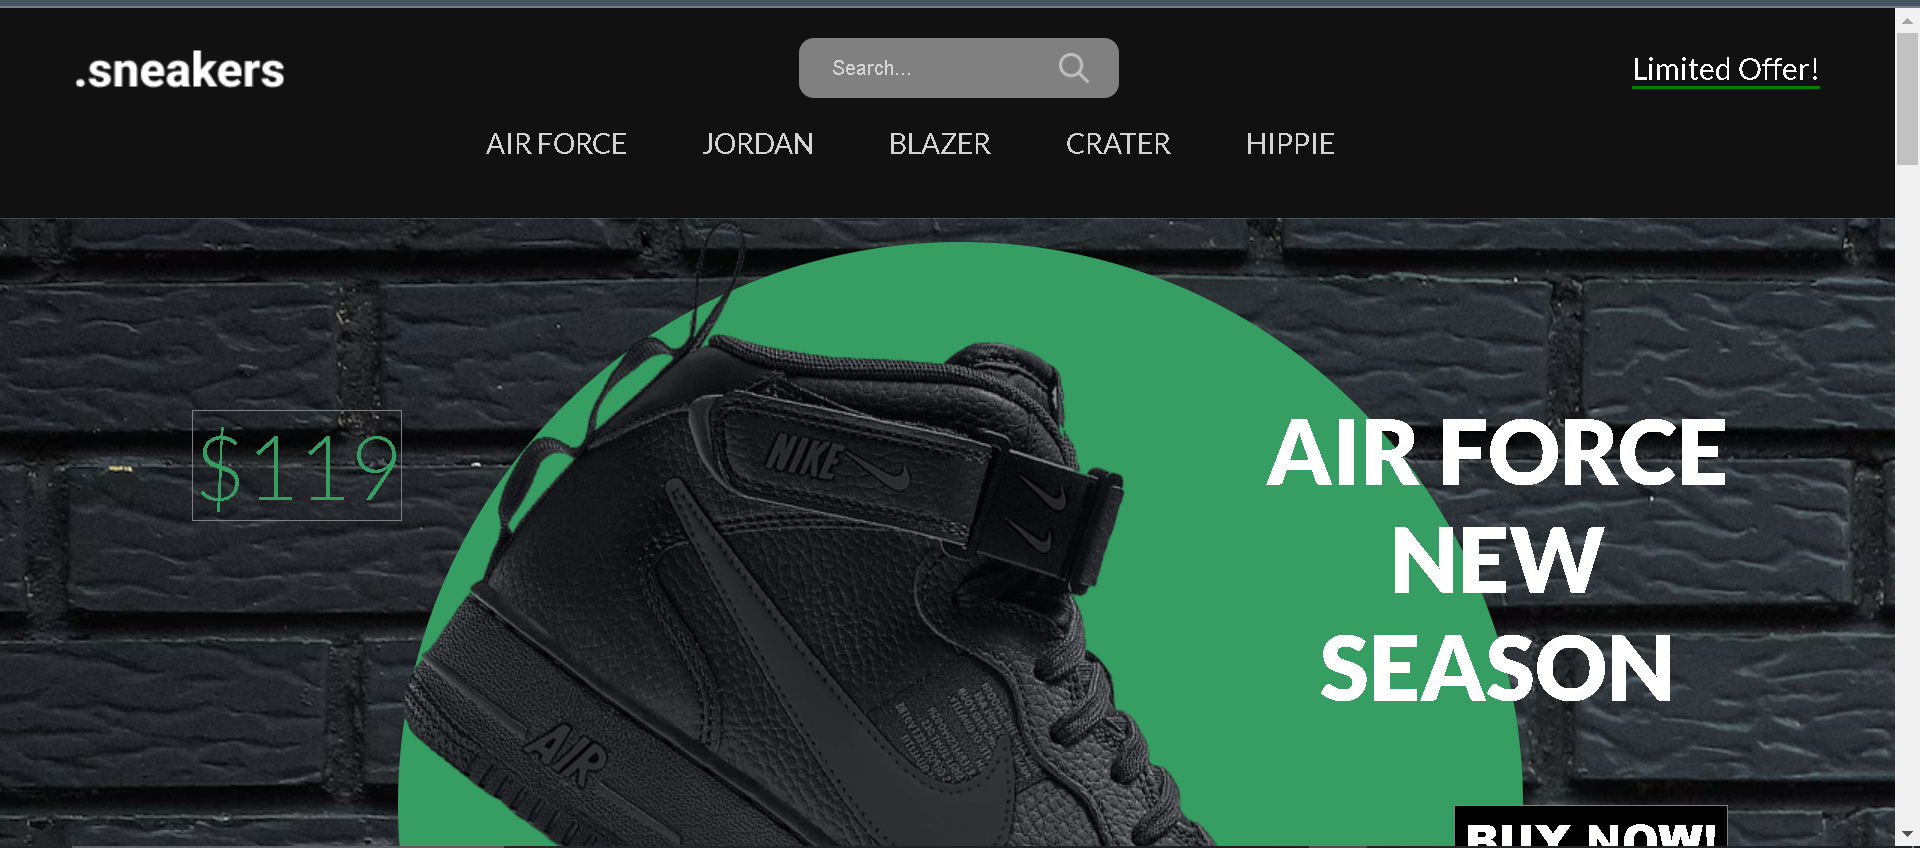 .sneakers
Search...
Limited Offer!
AIR FORCE JORDAN BLAZER CRATER HIPPIE
$119
NIKE
AIR
AIR FORCE
NEW
SEASON
BUY NOW!